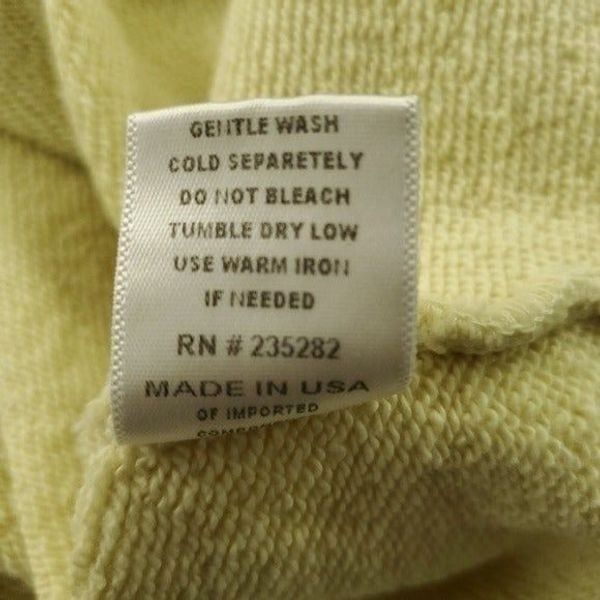 GENTLE WASH
COLD SEPARETELY
DO NOT BLEACH
TUMBLE DRY LOW
USE WARM IRON
IF NEEDED
RN # 235282
MADE IN USA
OF IMPORTED